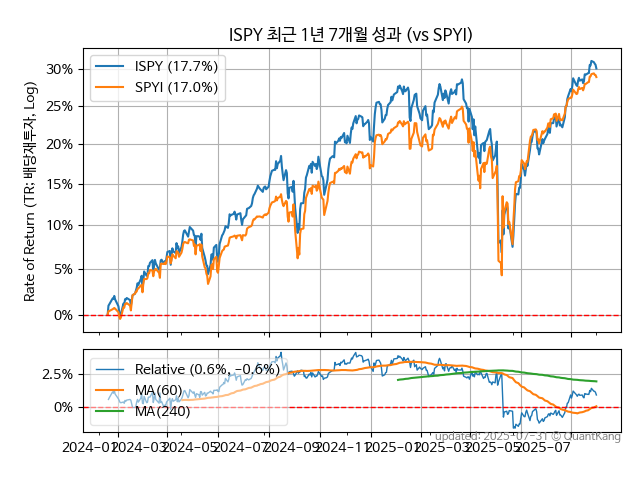 ISPY 최근 1년 7개월 성과 (vs SPYI)
ISPY (17.7%)
SPYI (17.0%)
Rate of Return (TR: 배당재투자, Log)
30%
25%
20%
15%
10%
5%
0%
Relative (0.6%, −0.6%)
MA(60)
MA(240)
2.5%
0%
2024-01
2024-03
2024-05
2024-07
2024-09
2024-11
2025-01
2025-03
2025-05
2025-07
updated: 2025-07-31 © QuantKang